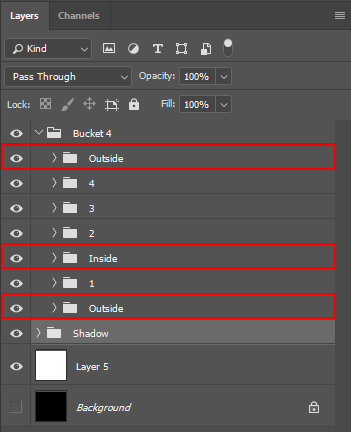 Layers Channels
Kind
Pass Through Opacity: 100%
Lock: Fill: 100%
Bucket 4
Outside
4
3
2
Inside
1
Outside
Shadow
Layer 5
Background